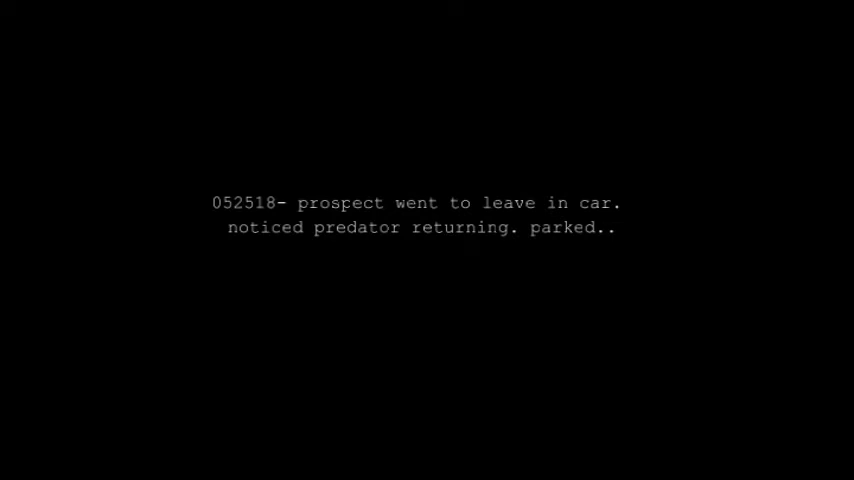 052518- prospect went to leave in car.
noticed predator returning. parked..